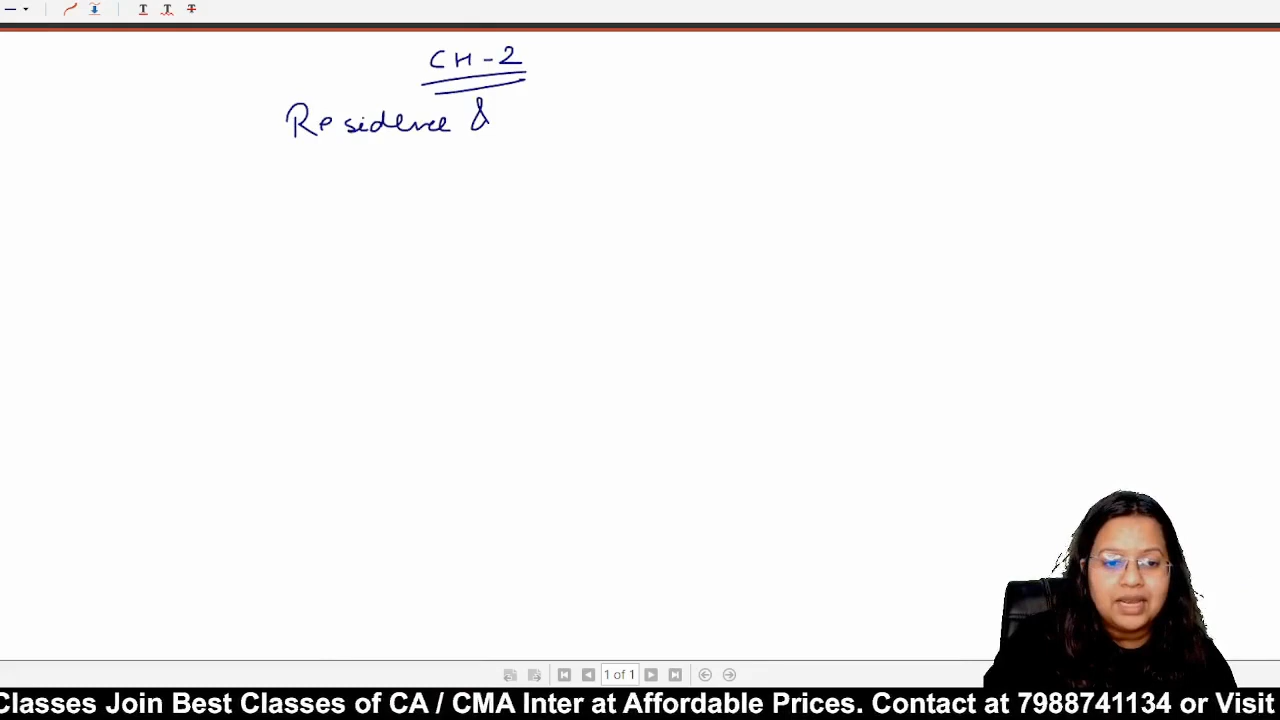 CH-2
Residence &
1 of 1
Classes Join Best Classes of CA / CMA Inter at Affordable Prices. Contact at 7988741134 or Visit